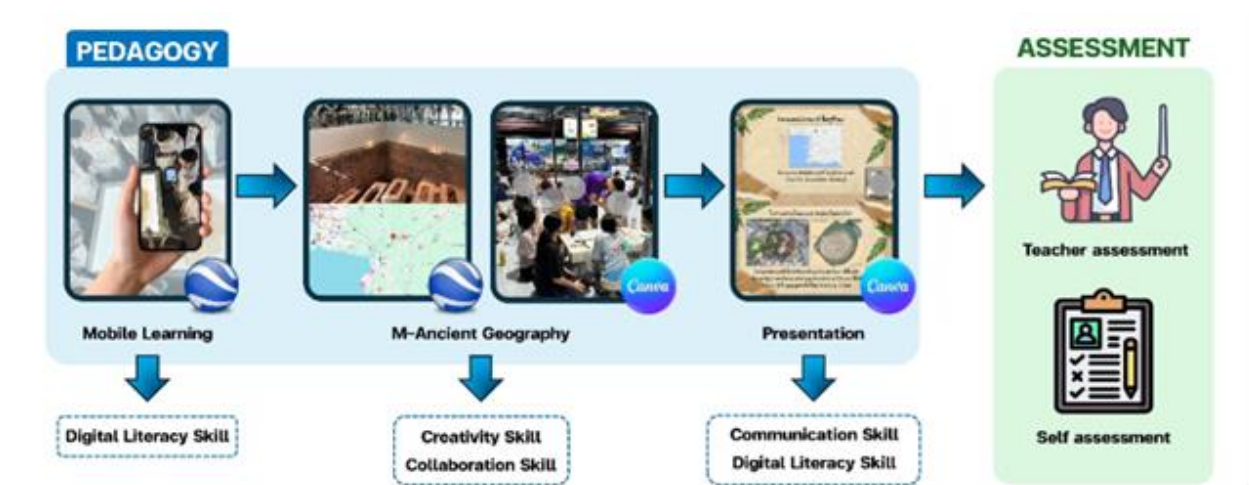 PEDAGOGY
ASSESSMENT
Canva
Canva
Mobile Learning
M-Ancient Geography
Presentation
Teacher assessment
Digital Literacy Skill
Creativity Skill
Collaboration Skill
Communication Skill
Digital Literacy Skill
Self assessment